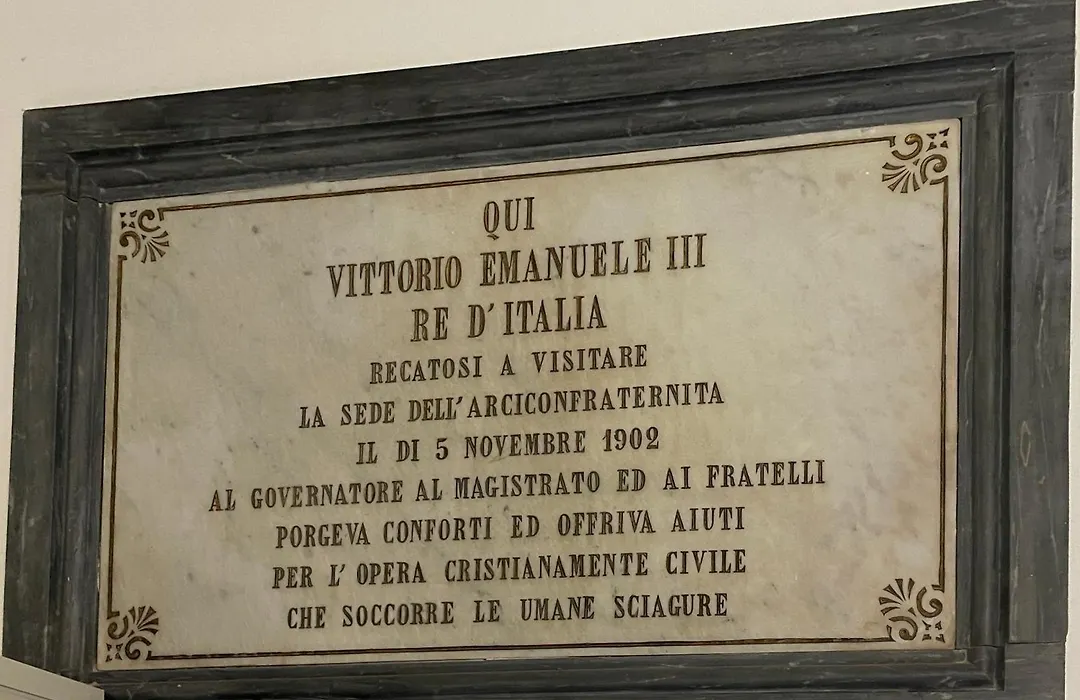 QUI
VITTORIO EMANUELE III
RE D'ITALIA
RECATOSI A VISITARE
LA SEDE DELL'ARCICONFRATERNITA
IL DI 5 NOVEMBRE 1902
AL GOVERNATORE AL MAGISTRATO ED AI FRATELLI
PORGEVA CONFORTI ED OFFRIVA AIUTI
PER L'OPERA CRISTIANAMENTE CIVILE
CHE SOCCORRE LE UMANE SCIAGURE